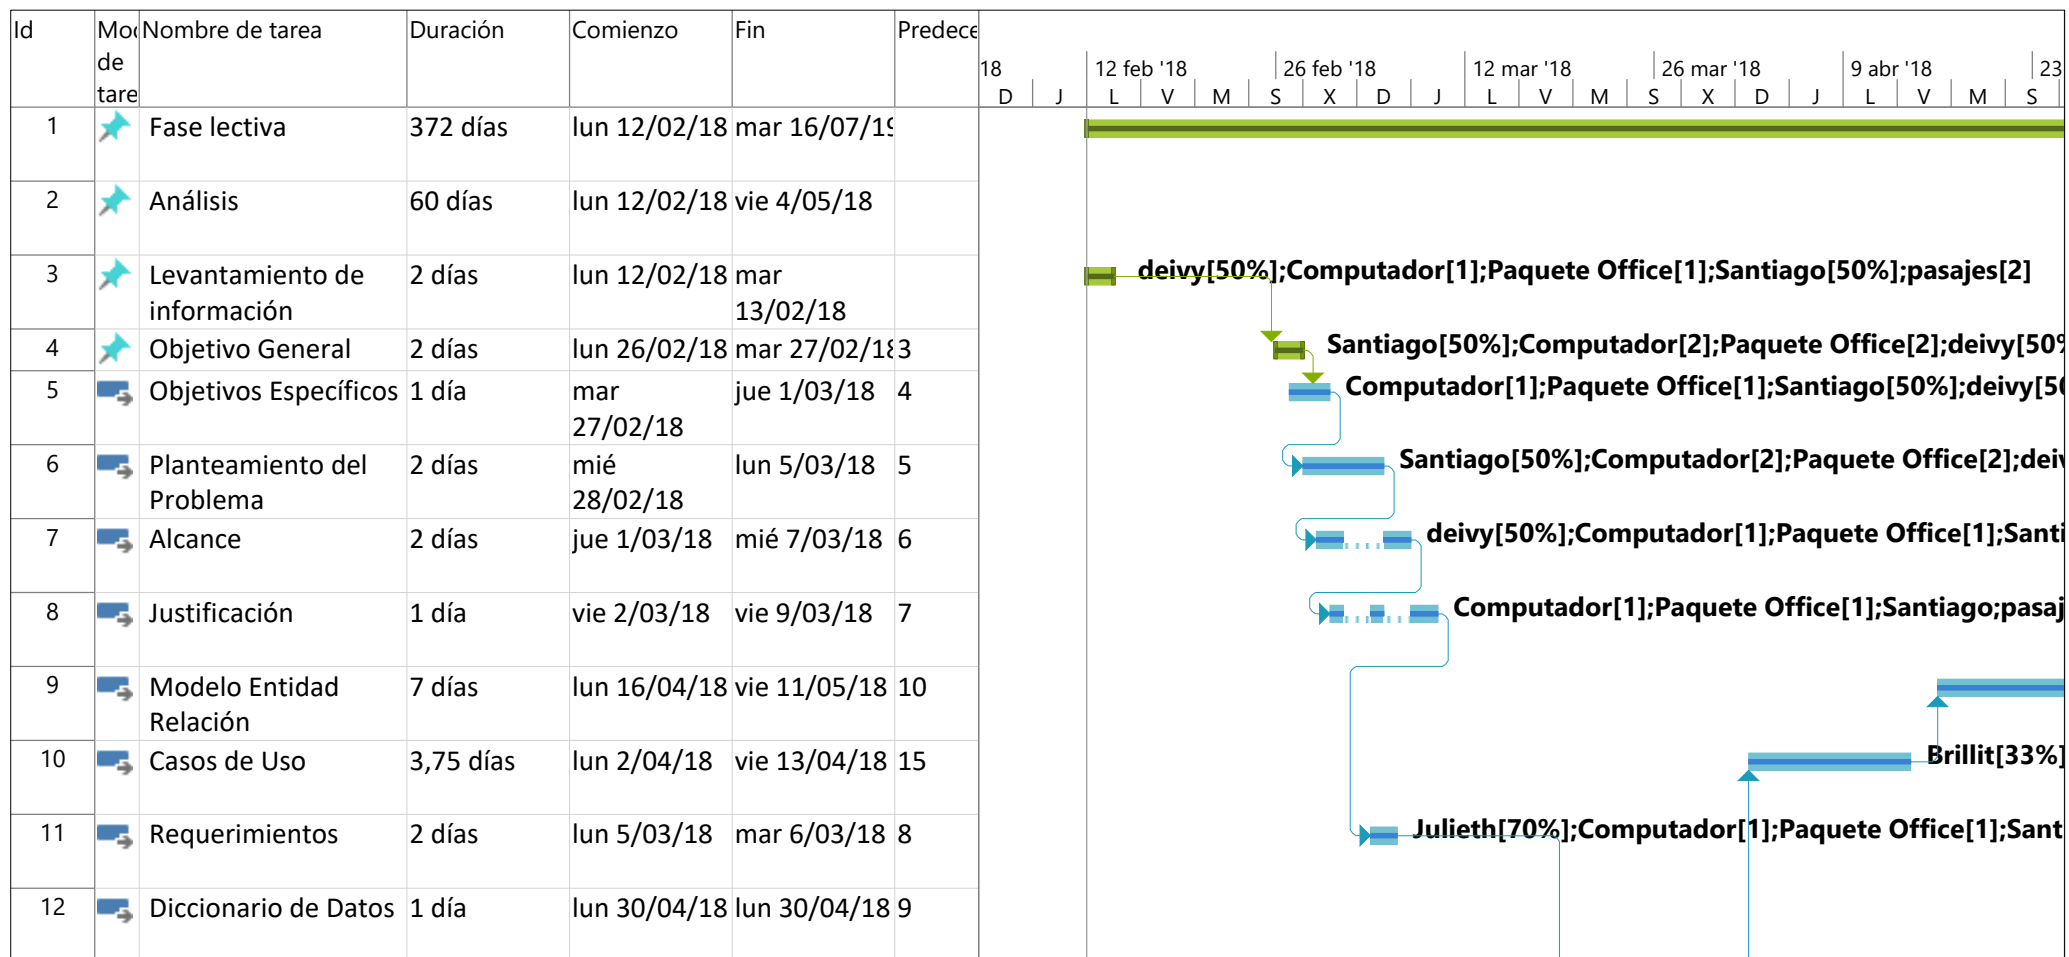 Id
Mod de tare
Nombre de tarea
Duración
Comienzo
Fin
Predece
18
12 feb '18
26 feb '18
12 mar '18
26 mar '18
9 abr '18
23
D J L V M S X D J L V M S X D J L V M S
1 Fase lectiva 372 días lun 12/02/18 mar 16/07/19
2 Análisis 60 días lun 12/02/18 vie 4/05/18
3 Levantamiento de 2 días lun 12/02/18 mar
información 13/02/18
deivy[50%];Computador[1];Paquete Office[1];Santiago[50%];pasajes[2]
4 Objetivo General 2 días lun 26/02/18 mar 27/02/18 3
Santiago[50%];Computador[2];Paquete Office[2];deivy[50%
5 Objetivos Específicos 1 día mar jue 1/03/18 4
27/02/18
Computador[1];Paquete Office[1];Santiago[50%];deivy[50
6 Planteamiento del 2 días mié lun 5/03/18 5
Problema 28/02/18
Santiago[50%];Computador[2];Paquete Office[2];deiv
7 Alcance 2 días jue 1/03/18 mié 7/03/18 6
deivy[50%];Computador[1];Paquete Office[1];Santi
8 Justificación 1 día vie 2/03/18 vie 9/03/18 7
Computador[1];Paquete Office[1];Santiago;pasaj
9 Modelo Entidad 7 días lun 16/04/18 vie 11/05/18 10
Relación
10 Casos de Uso 3,75 días lun 2/04/18 vie 13/04/18 15
Brillit[33%]
11 Requerimientos 2 días lun 5/03/18 mar 6/03/18 8
Julieth[70%];Computador[1];Paquete Office[1];Sant
12 Diccionario de Datos 1 día lun 30/04/18 lun 30/04/18 9